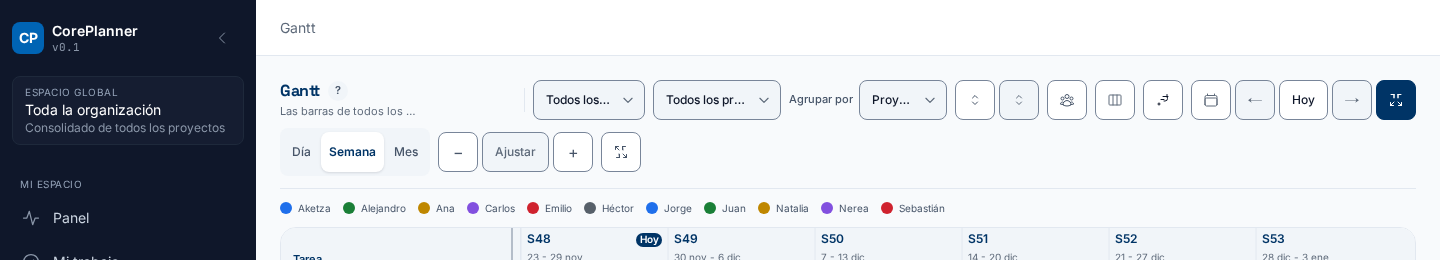 CP CorePlanner
v0.1
ESPACIO GLOBAL
Toda la organización
Consolidado de todos los proyectos
MI ESPACIO
Panel
Mi trabajo
Gantt
Gantt ?
Las barras de todos los ...
Todos los... Todos los pr... Agrupar por Proy... Hoy
Día Semana Mes − Ajustar +
Aketza Alejandro Ana Carlos Emilio Héctor Jorge Juan Natalia Nerea Sebastián
Tarea
S48 Hoy S49 S50 S51 S52 S53
23 - 29 nov 30 nov - 6 dic 7 - 13 dic 14 - 20 dic 21 - 27 dic 28 dic - 3 ene